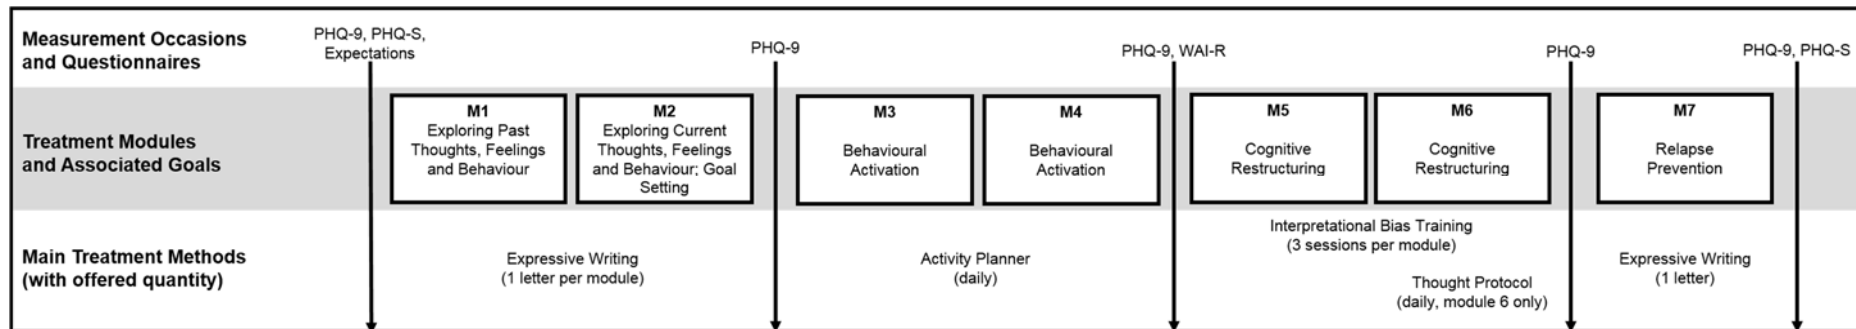 Measurement Occasions
and Questionnaires
PHQ-9, PHQ-S,
Expectations
PHQ-9
PHQ-9, WAI-R
PHQ-9
PHQ-9, PHQ-S
Treatment Modules
and Associated Goals
M1
Exploring Past
Thoughts, Feelings
and Behaviour
M2
Exploring Current
Thoughts, Feelings
and Behaviour; Goal
Setting
M3
Behavioural
Activation
M4
Behavioural
Activation
M5
Cognitive
Restructuring
M6
Cognitive
Restructuring
M7
Relapse
Prevention
Main Treatment Methods
(with offered quantity)
Expressive Writing
(1 letter per module)
Activity Planner
(daily)
Interpretational Bias Training
(3 sessions per module)
Thought Protocol
(daily, module 6 only)
Expressive Writing
(1 letter)